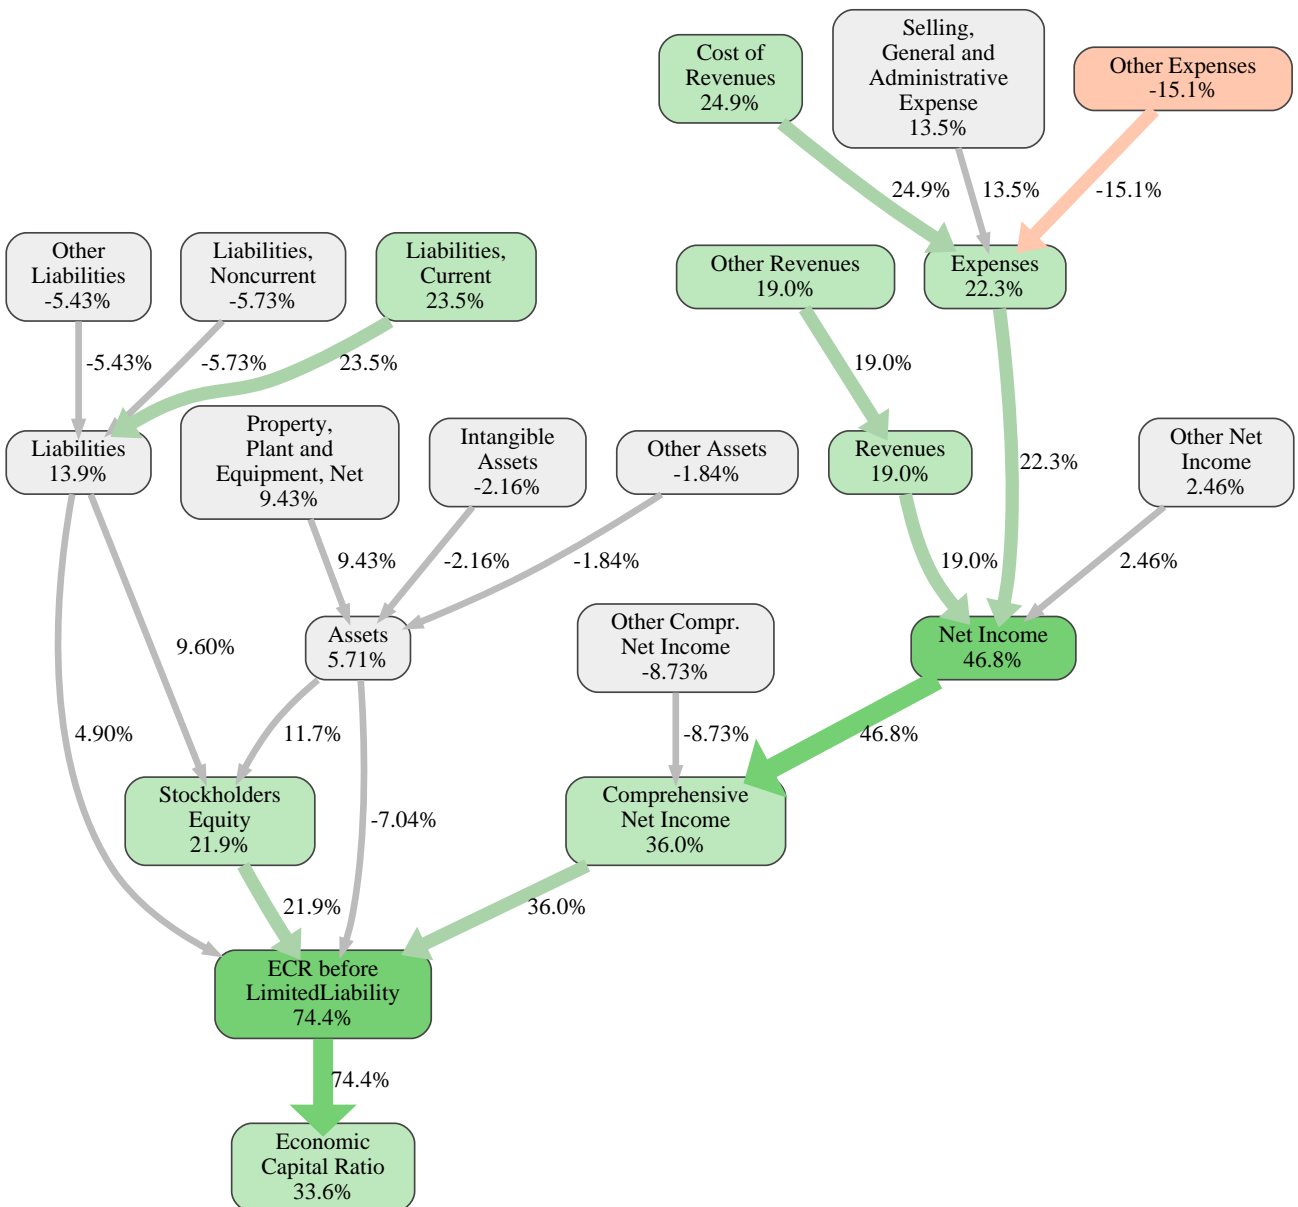 Cost of
Revenues
24.9%
Selling,
General and
Administrative
Expense
13.5%
Other Expenses
-15.1%
24.9%
13.5%
-15.1%
Other
Liabilities
-5.43%
Liabilities,
Noncurrent
-5.73%
Liabilities,
Current
23.5%
Other Revenues
19.0%
Expenses
22.3%
-5.43%
-5.73%
23.5%
19.0%
Liabilities
13.9%
Property,
Plant and
Equipment, Net
9.43%
Intangible
Assets
-2.16%
Other Assets
-1.84%
Revenues
19.0%
22.3%
Other Net
Income
2.46%
9.43%
-2.16%
-1.84%
19.0%
2.46%
9.60%
Assets
5.71%
Other Compr.
Net Income
-8.73%
Net Income
46.8%
4.90%
11.7%
-8.73%
46.8%
Stockholders
Equity
21.9%
-7.04%
Comprehensive
Net Income
36.0%
21.9%
36.0%
ECR before
LimitedLiability
74.4%
74.4%
Economic
Capital Ratio
33.6%